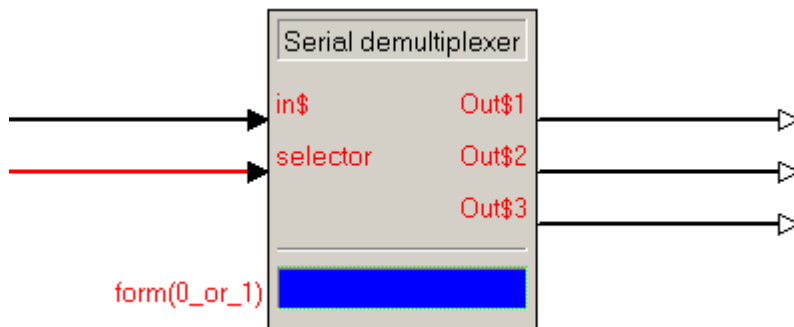 Serial demultiplexer
in$ Out$1
selector Out$2
Out$3
form(0_or_1)